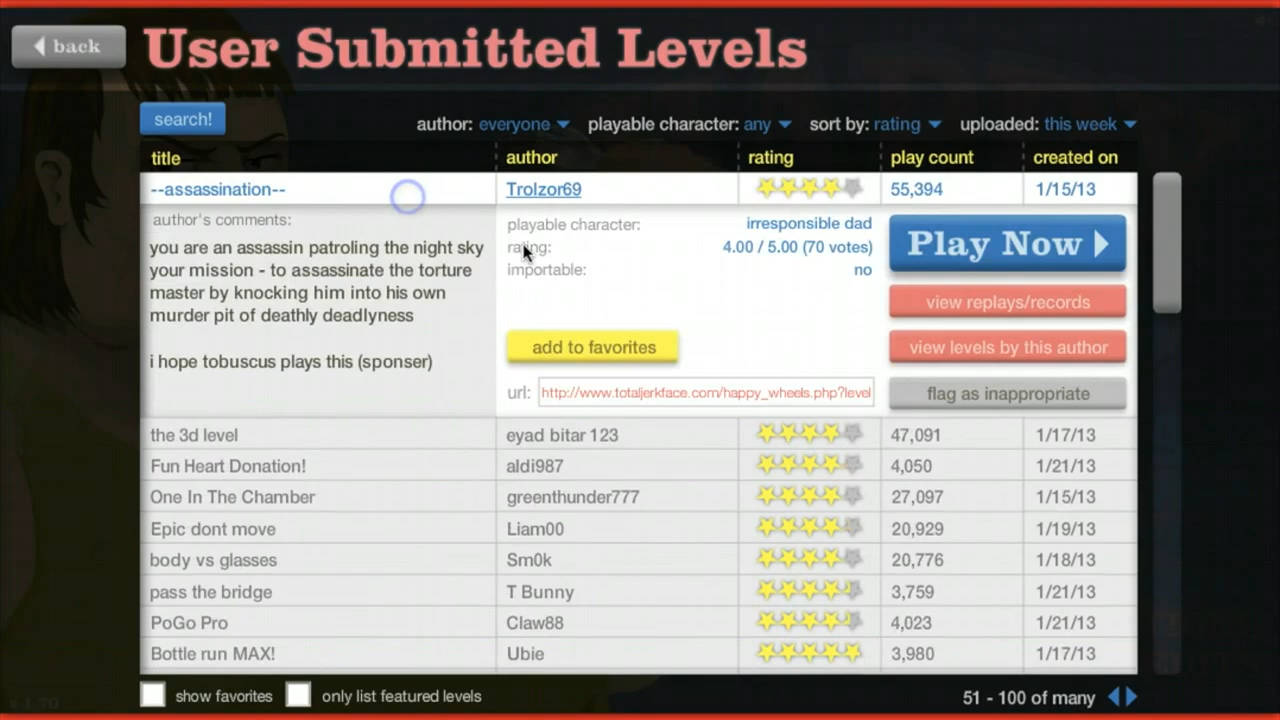 back
User Submitted Levels
search!
author: everyone playable character: any sort by: rating uploaded: this week
title author rating play count created on
--assassination-- Trolzor69 55,394 1/15/13
author's comments:
you are an assassin patroling the night sky
your mission - to assassinate the torture
master by knocking him into his own
murder pit of deathly deadlyness
i hope tobuscus plays this (sponser)
playable character: irresponsible dad
rating: 4.00 / 5.00 (70 votes)
importable: no
add to favorites
url: http://www.totaljerkface.com/happy_wheels.php?level
Play Now
view replays/records
view levels by this author
flag as inappropriate
the 3d level eyad bitar 123 47,091 1/17/13
Fun Heart Donation! aldi987 4,050 1/21/13
One In The Chamber greenthunder777 27,097 1/15/13
Epic dont move Liam00 20,929 1/19/13
body vs glasses Sm0k 20,776 1/18/13
pass the bridge T Bunny 3,759 1/21/13
PoGo Pro Claw88 4,023 1/21/13
Bottle run MAX! Ubie 3,980 1/17/13
show favorites only list featured levels 51 - 100 of many